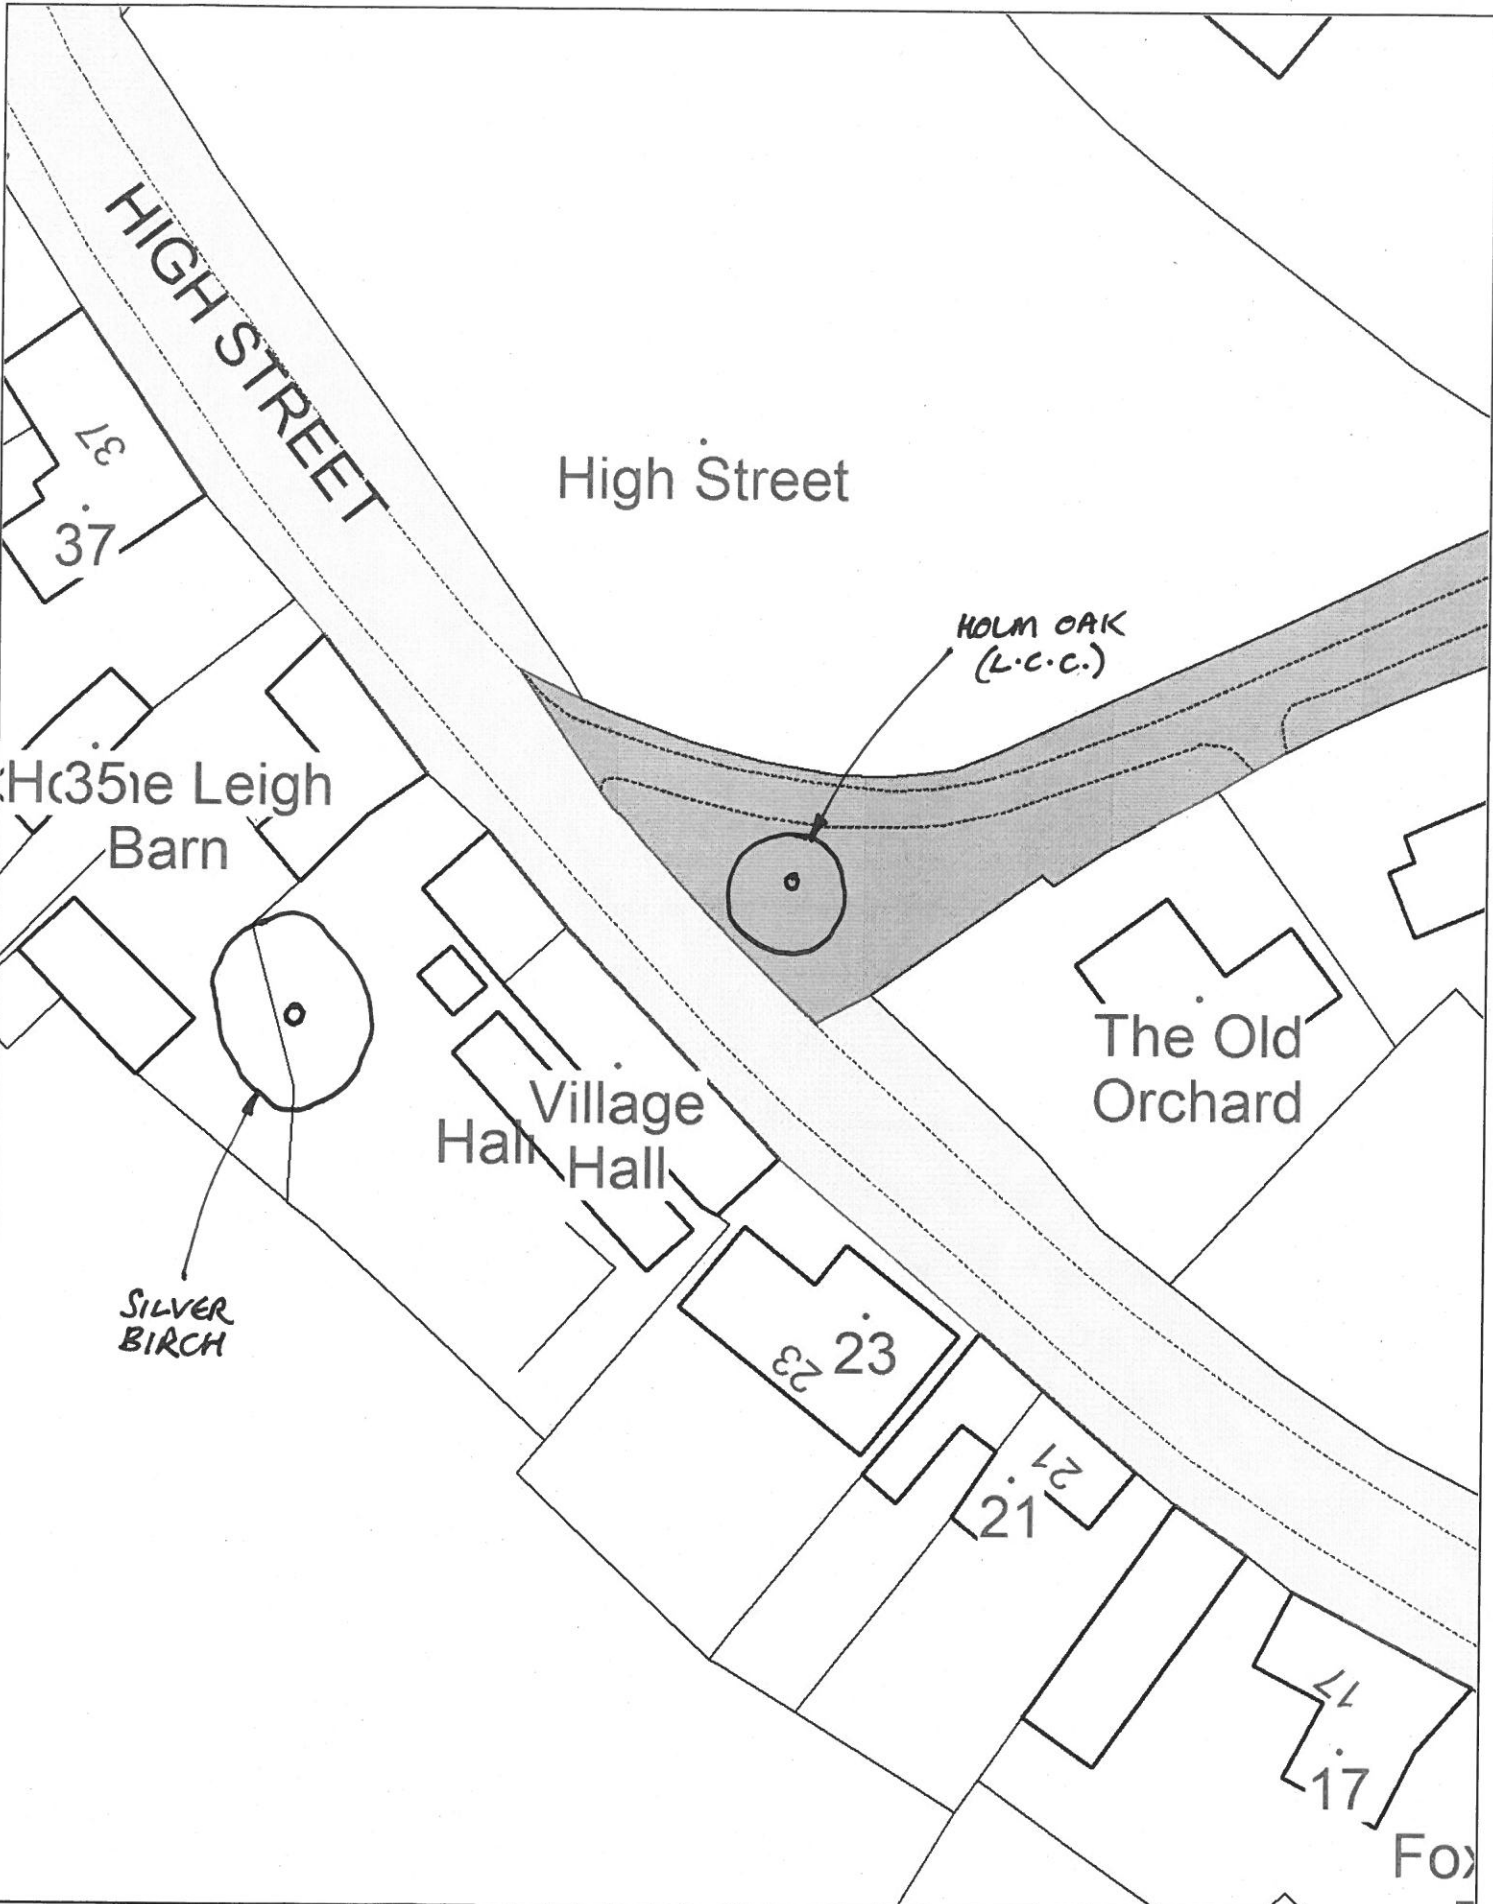 HIGH STREET
High Street
37
37
HOLM OAK
(L.C.C.)
35
Leigh
Barn
The Old
Orchard
Village
Hall
Hall
SILVER
BIRCH
23
23
21
21
17
17